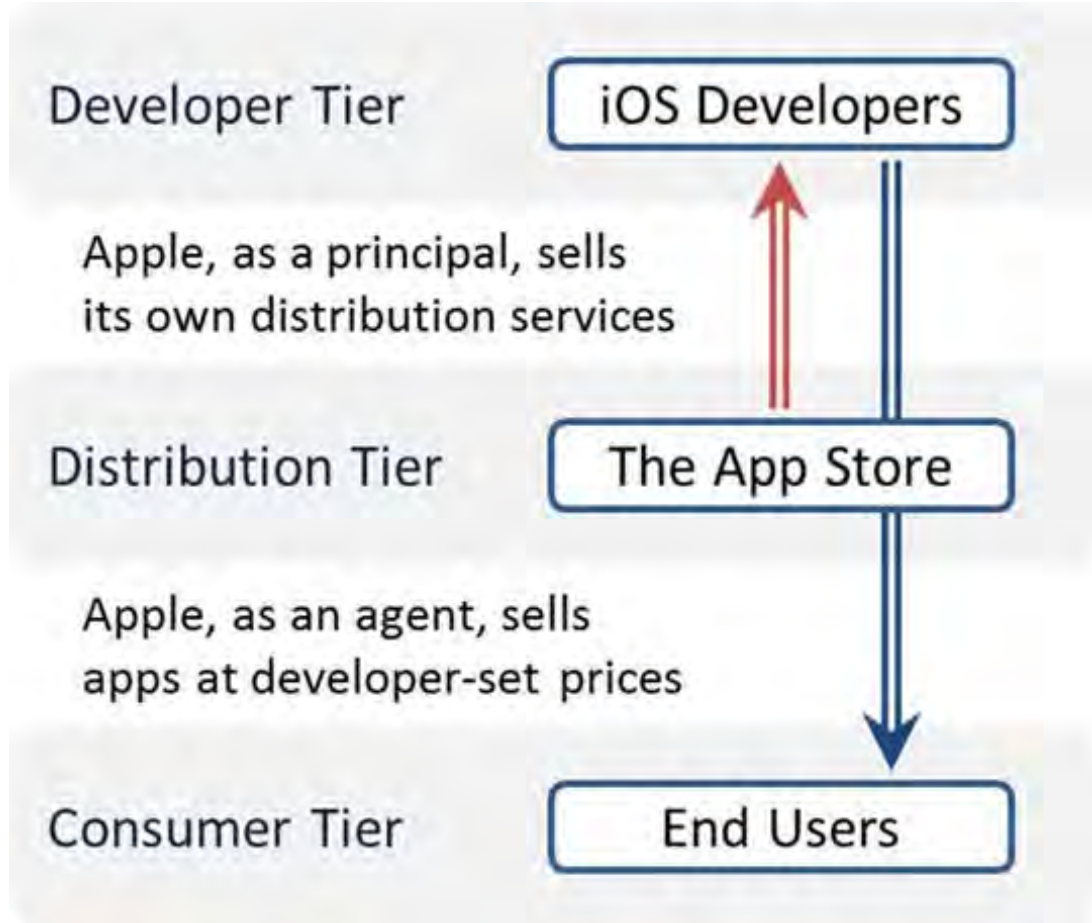 Developer Tier
iOS Developers
Apple, as a principal, sells
its own distribution services
Distribution Tier
The App Store
Apple, as an agent, sells
apps at developer-set prices
Consumer Tier
End Users